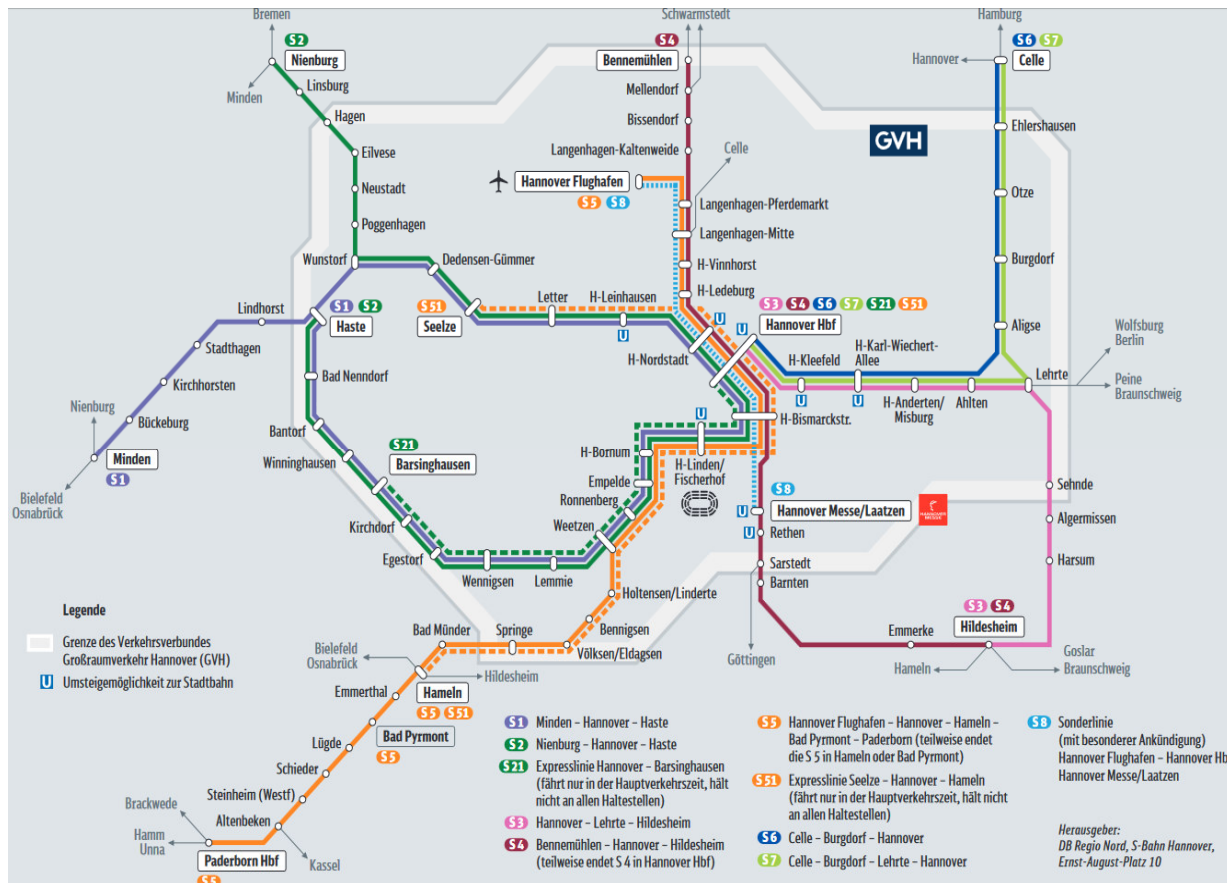 Bremen
S2
Nienburg
Minden
Linsburg
Hagen
Eilvese
Neustadt
Poggenhagen
Wunstorf
Schwarmstedt
S4
Bennemühlen
Mellendorf
Bissendorf
Langenhagen-Kaltenweide
Celle
Hannover Flughafen
S5 S8
Langenhagen-Pferdemarkt
Langenhagen-Mitte
H-Vinnhorst
H-Ledeburg
Hamburg
S6 S7
Hannover
Celle
GVH
Ehlershausen
Otze
Burgdorf
Aligse
Wolfsburg
Berlin
Lehrte
Peine
Braunschweig
Dedensen-Gümmer
S51
Seelze
Letter
H-Leinhausen
U
H-Nordstadt
U
U
S3 S4 S6 S7 S21 S51
Hannover Hbf
H-Kleefeld
U
H-Karl-Wiechert-
Allee
U
H-Anderten/
Misburg
Ahlten
Lindhorst
S1 S2
Haste
Stadthagen
Kirchhorsten
Bückeburg
Nienburg
Minden
S1
Bielefeld
Osnabrück
Bad Nenndorf
Bantorf
Winninghausen
S21
Barsinghausen
Kirchdorf
Egestorf
Wennigsen
Lemmie
Weetzen
Ronnenberg
Empelde
H-Bornum
U
H-Linden/
Fischerhof
H-Bismarckstr.
S8
U
Hannover Messe/Laatzen
HANNOVER
MESSE
U
Rethen
Sarstedt
Barnten
Göttingen
Sehnde
Algermissen
Harsum
Emmerke
S3 S4
Hildesheim
Hameln
Goslar
Braunschweig
Holtensen/Linderte
Bennigsen
Völksen/Eldagsen
Springe
Bad Münder
Bielefeld
Osnabrück
Hildesheim
Hameln
S5 S51
Emmerthal
Bad Pyrmont
S5
Lügde
Schieder
Steinheim (Westf)
Altenbeken
Brackwede
Hamm
Unna
Kassel
Paderborn Hbf
S5
Legende
Grenze des Verkehrsverbundes
Großraumverkehr Hannover (GVH)
U Umsteigemöglichkeit zur Stadtbahn
S1 Minden – Hannover – Haste
S2 Nienburg – Hannover – Haste
S21 Expresslinie Hannover – Barsinghausen
(fährt nur in der Hauptverkehrszeit, hält
nicht an allen Haltestellen)
S3 Hannover – Lehrte – Hildesheim
S4 Bennemühlen – Hannover – Hildesheim
(teilweise endet S 4 in Hannover Hbf)
S5 Hannover Flughafen – Hannover – Hameln –
Bad Pyrmont – Paderborn (teilweise endet
die S 5 in Hameln oder Bad Pyrmont)
S51 Expresslinie Seelze – Hannover – Hameln
(fährt nur in der Hauptverkehrszeit, hält nicht
an allen Haltestellen)
S6 Celle – Burgdorf – Hannover
S7 Celle – Burgdorf – Lehrte – Hannover
S8 Sonderlinie
(mit besonderer Ankündigung)
Hannover Flughafen – Hannover Hb
Hannover Messe/Laatzen
Herausgeber:
DB Regio Nord, S-Bahn Hannover,
Ernst-August-Platz 10